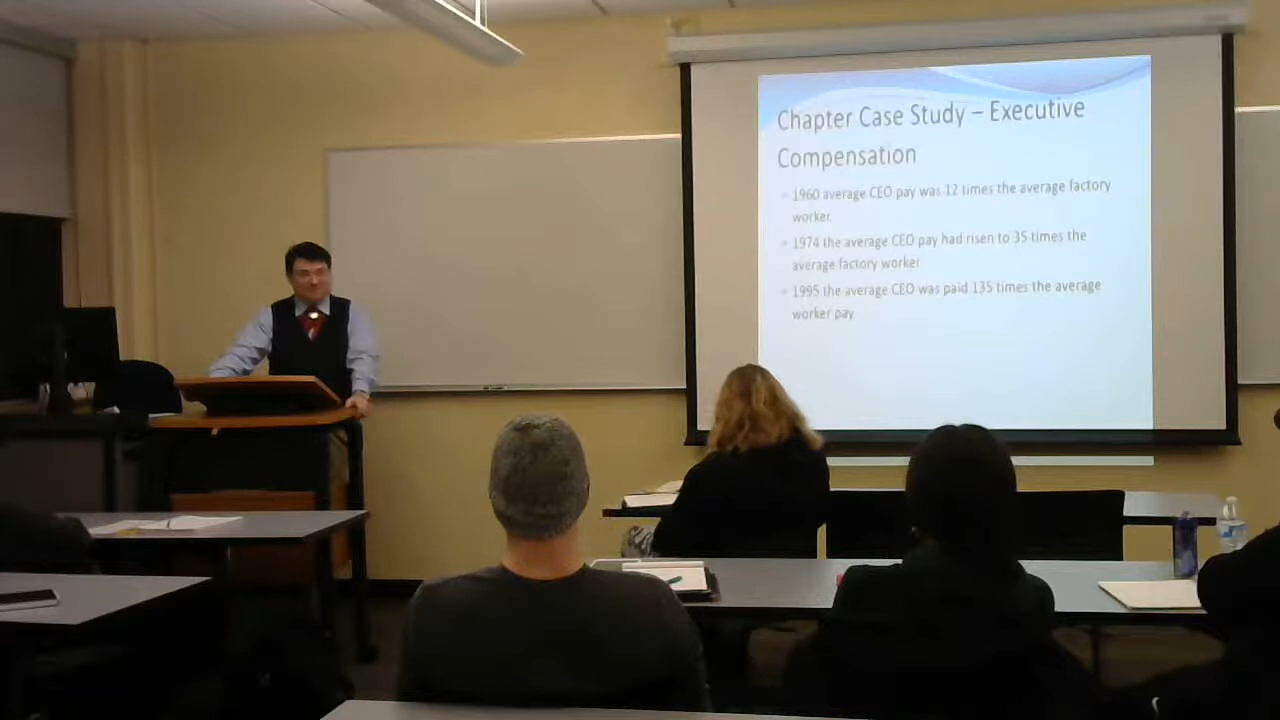 Chapter Case Study – Executive
Compensation
1960 average CEO pay was 12 times the average factory
worker.
1974 the average CEO pay had risen to 35 times the
average factory worker
1995 the average CEO was paid 135 times the average
worker pay